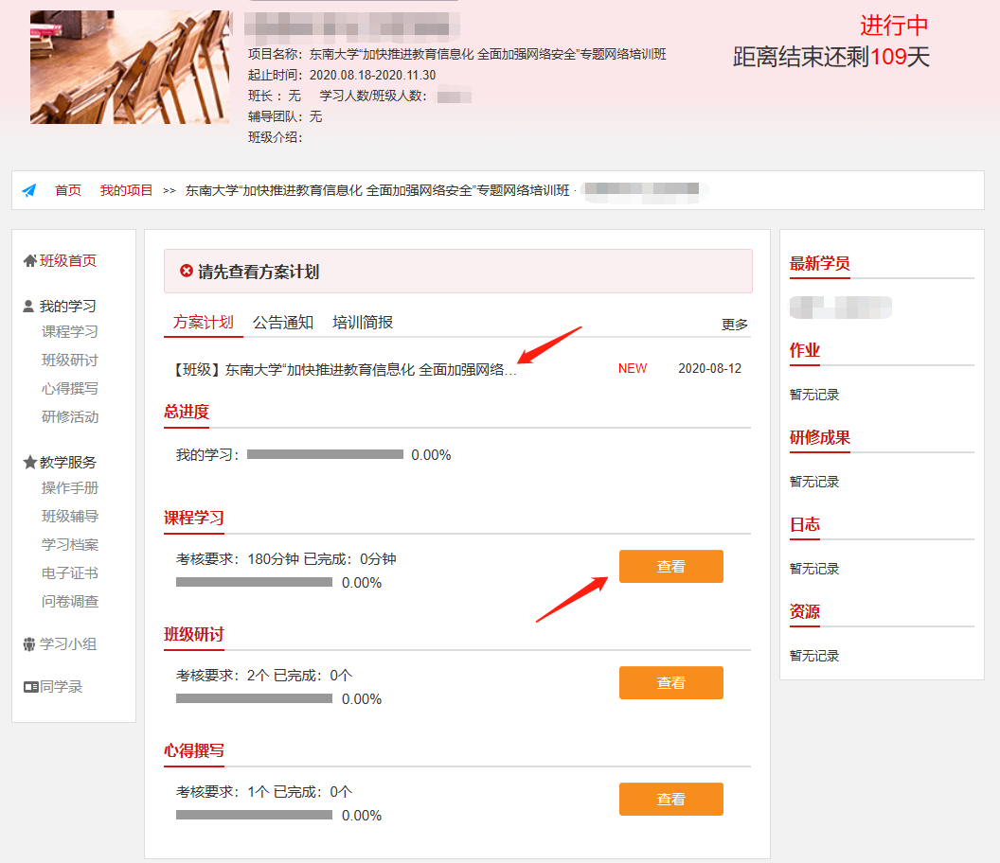 进行中
距离结束还剩109天
项目名称：东南大学“加快推进教育信息化 全面加强网络安全”专题网络培训班
起止时间：2020.08.18-2020.11.30
班长： 无 学习人数/班级人数：
辅导团队：无
班级介绍：
首页 我的项目 >> 东南大学“加快推进教育信息化 全面加强网络安全”专题网络培训班 ·
班级首页
我的学习
课程学习
班级研讨
心得撰写
研修活动
教学服务
操作手册
班级辅导
学习档案
电子证书
问卷调查
学习小组
同学录
请先查看方案计划
方案计划 公告通知 培训简报 更多
【班级】东南大学“加快推进教育信息化 全面加强网络... NEW 2020-08-12
总进度
我的学习： 0.00%
课程学习
考核要求：180分钟 已完成：0分钟
0.00%
查看
班级研讨
考核要求：2个 已完成：0个
0.00%
查看
心得撰写
考核要求：1个 已完成：0个
0.00%
查看
最新学员
作业
暂无记录
研修成果
暂无记录
日志
暂无记录
资源
暂无记录